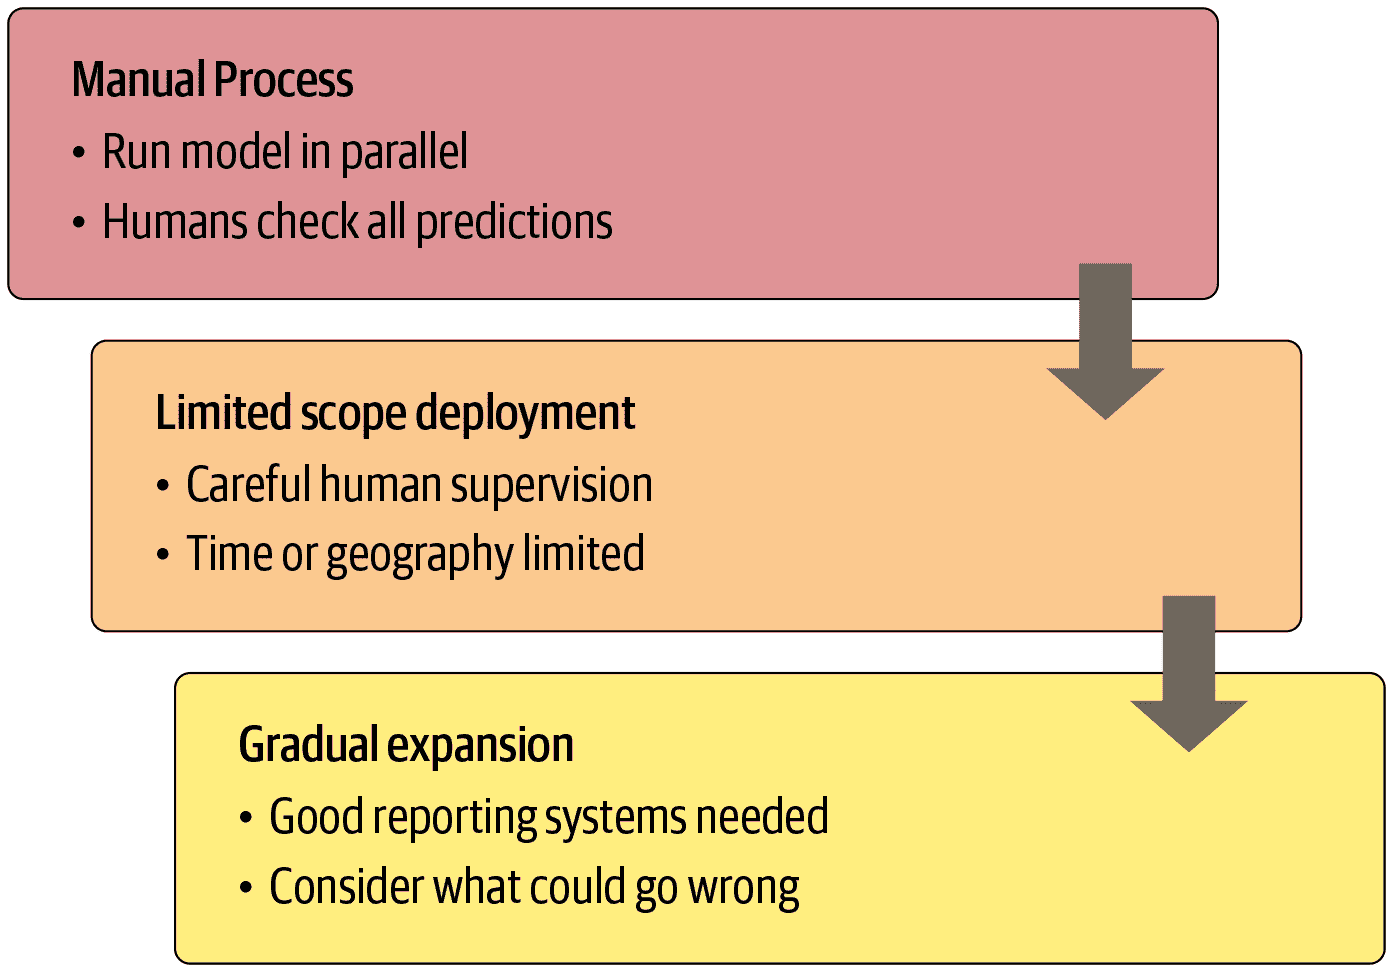 Manual Process
• Run model in parallel
• Humans check all predictions
Limited scope deployment
• Careful human supervision
• Time or geography limited
Gradual expansion
• Good reporting systems needed
• Consider what could go wrong